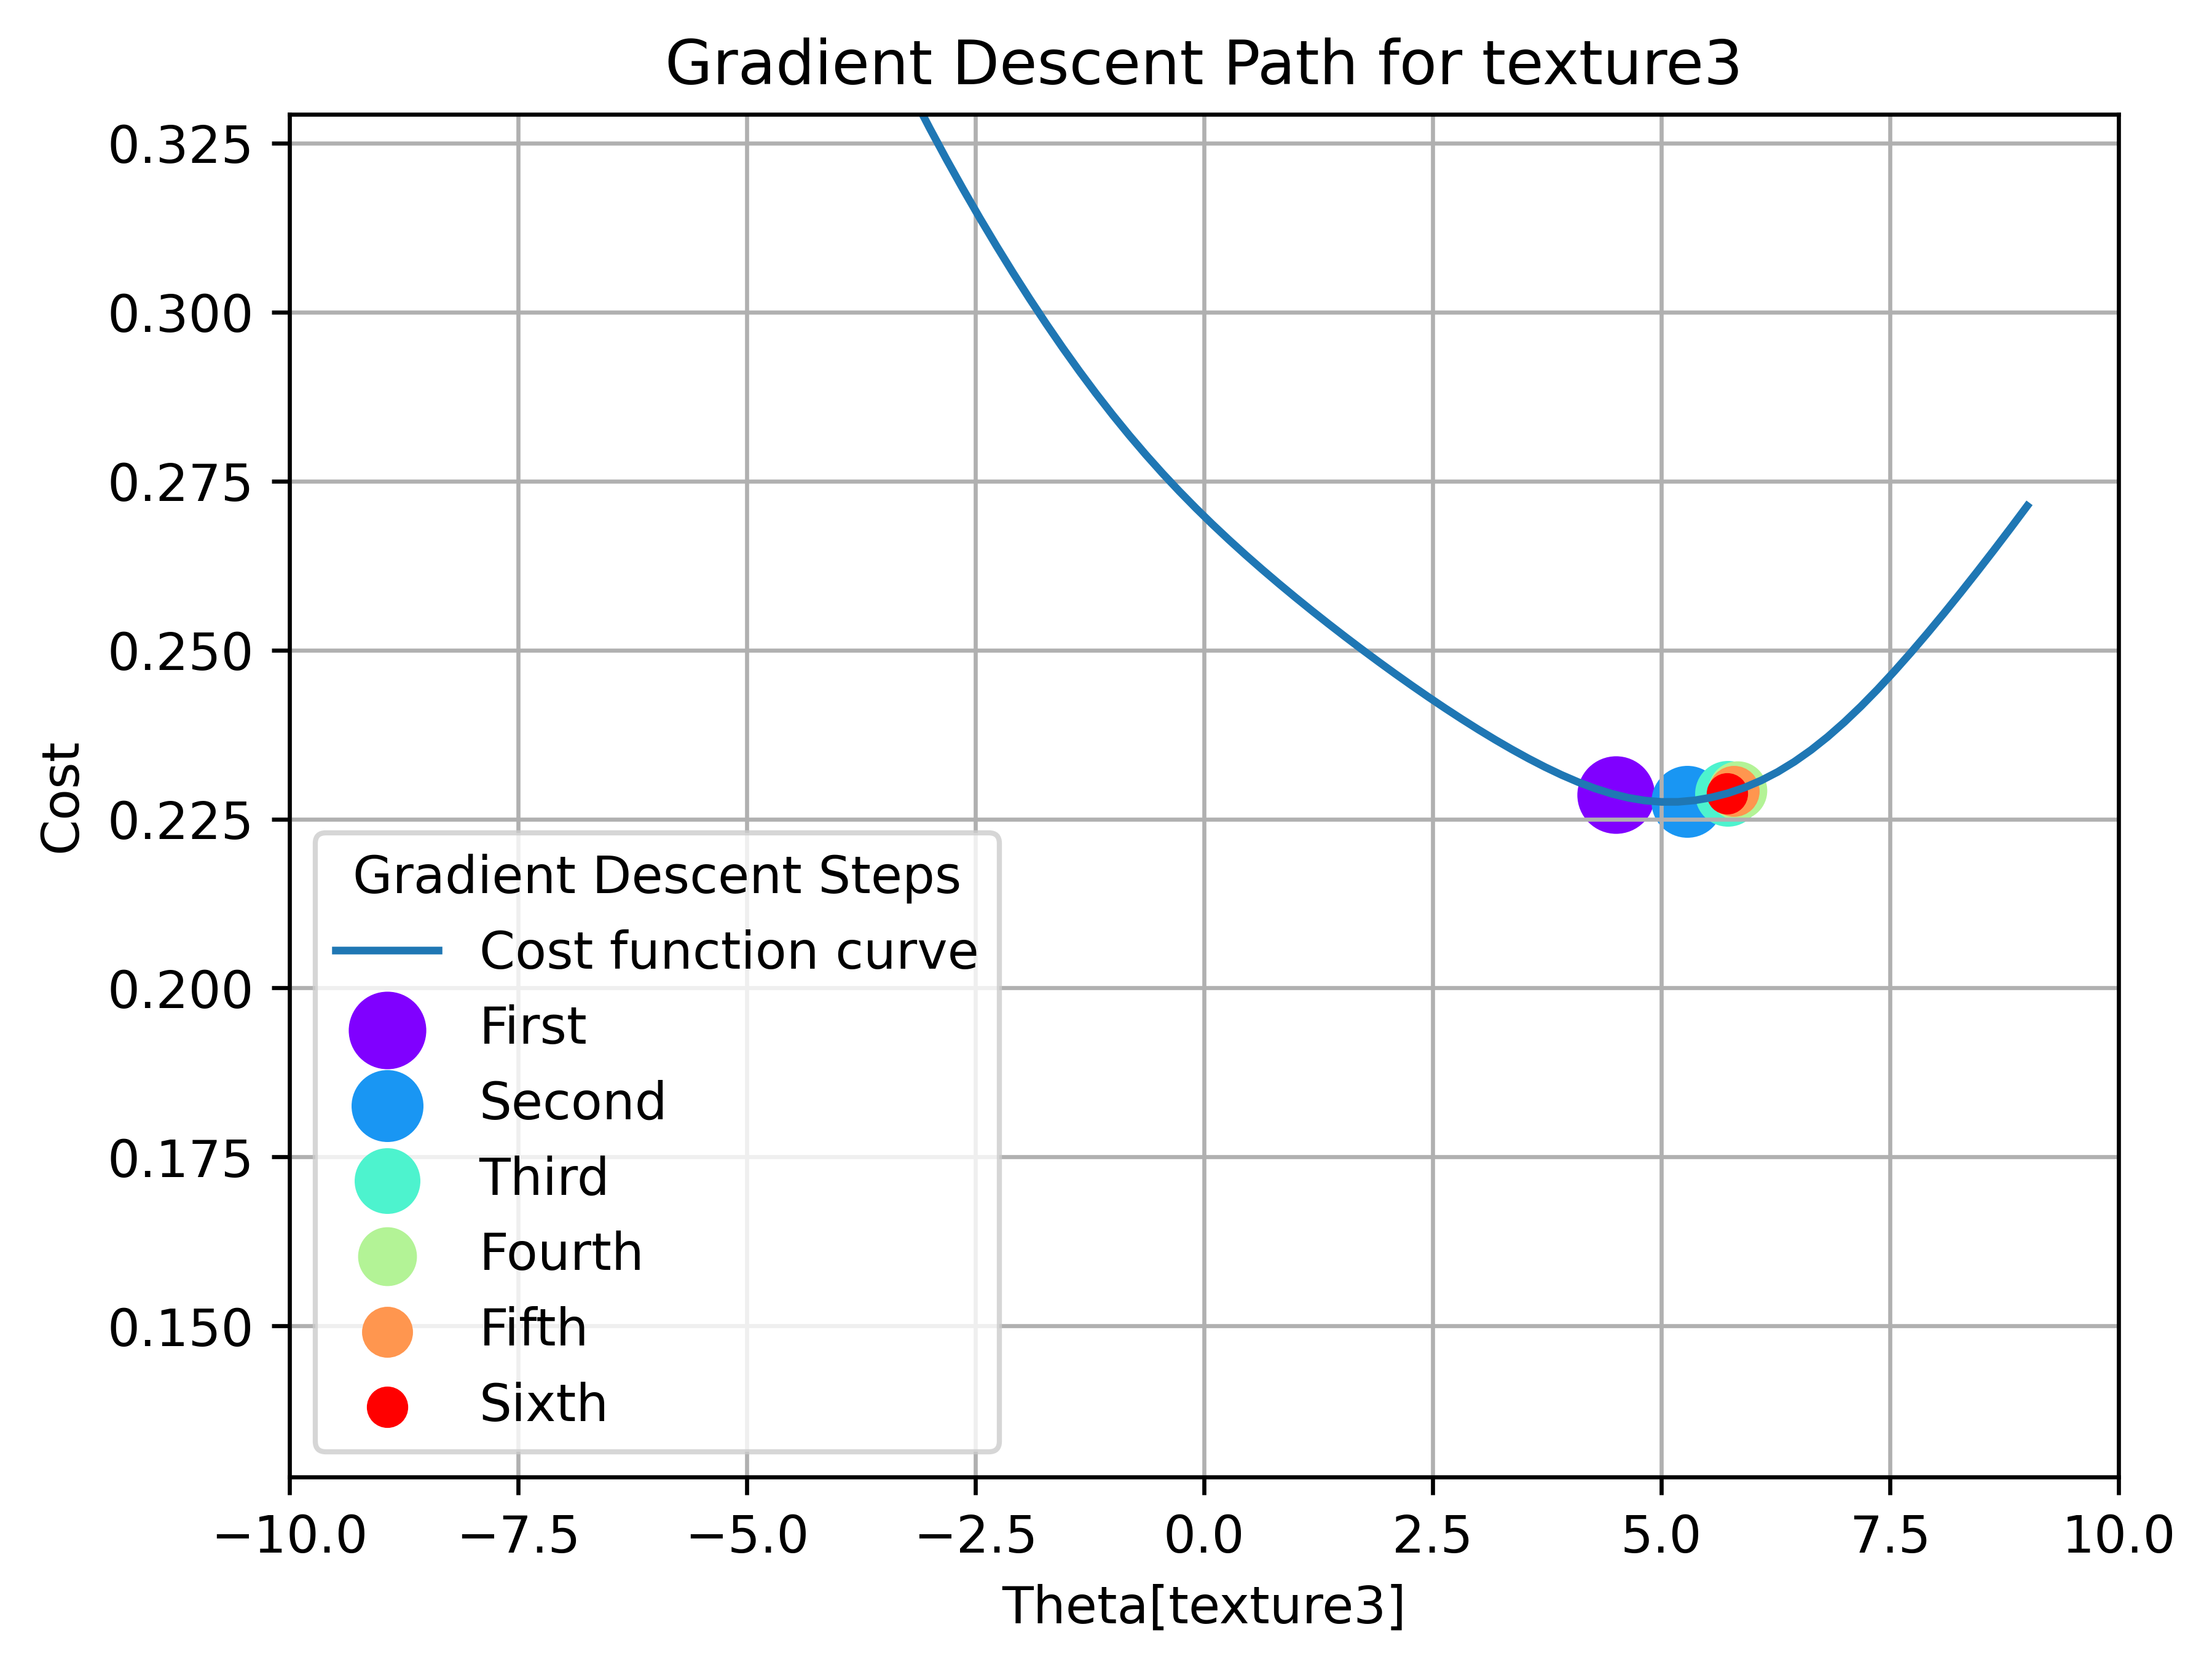 Gradient Descent Path for texture3
0.325
0.300
0.275
0.250
0.225
0.200
0.175
0.150
Cost
Gradient Descent Steps
Cost function curve
First
Second
Third
Fourth
Fifth
Sixth
−10.0 −7.5 −5.0 −2.5 0.0 2.5 5.0 7.5 10.0
Theta[texture3]